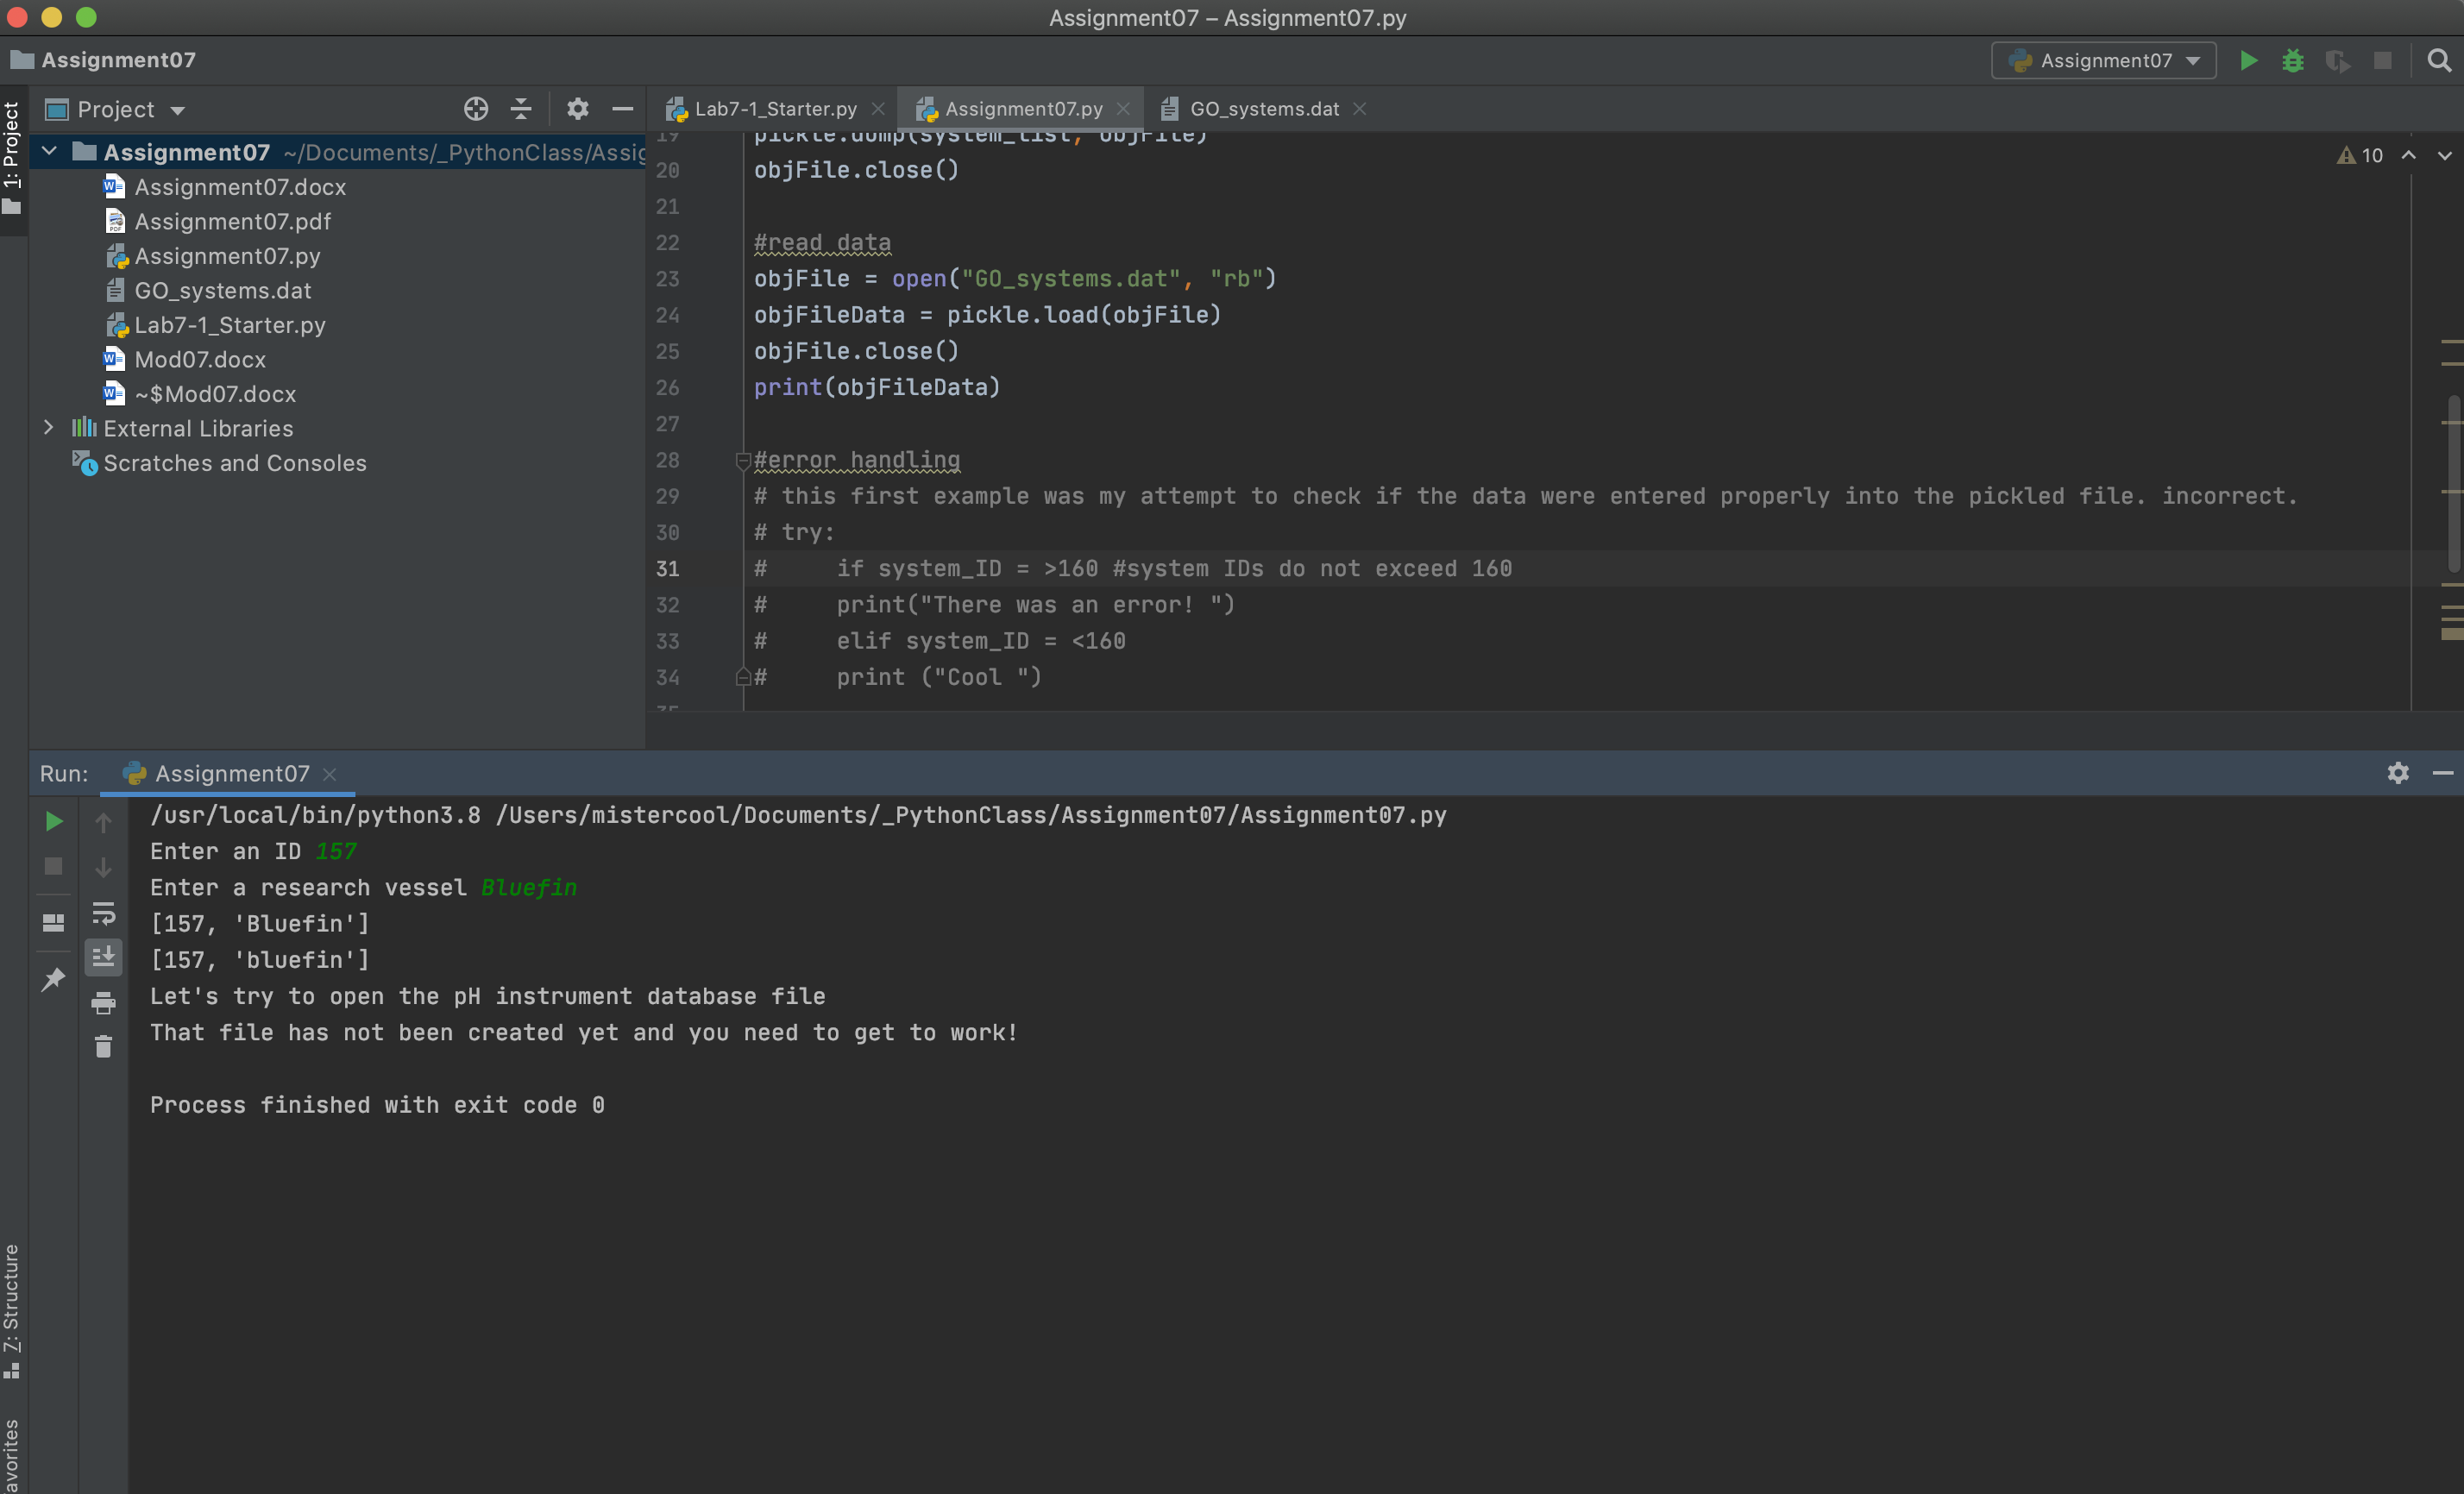 Assignment07 – Assignment07.py
Assignment07
Assignment07
1: Project
Project
Lab7-1_Starter.py
Assignment07.py
GO_systems.dat
Assignment07 ~/Documents/_PythonClass/Assig
Assignment07.docx
Assignment07.pdf
Assignment07.py
GO_systems.dat
Lab7-1_Starter.py
Mod07.docx
~$Mod07.docx
External Libraries
Scratches and Consoles
10
19 pickle.dump(system_list, objFile)
20 objFile.close()
21
22 #read data
23 objFile = open("GO_systems.dat", "rb")
24 objFileData = pickle.load(objFile)
25 objFile.close()
26 print(objFileData)
27
28 #error handling
29 # this first example was my attempt to check if the data were entered properly into the pickled file. incorrect.
30 # try:
31 #     if system_ID = >160 #system IDs do not exceed 160
32 #     print("There was an error! ")
33 #     elif system_ID = <160
34 #     print ("Cool ")
35
Run: Assignment07
/usr/local/bin/python3.8 /Users/mistercool/Documents/_PythonClass/Assignment07/Assignment07.py
Enter an ID 157
Enter a research vessel Bluefin
[157, 'Bluefin']
[157, 'bluefin']
Let's try to open the pH instrument database file
That file has not been created yet and you need to get to work!
Process finished with exit code 0
7: Structure
avorites